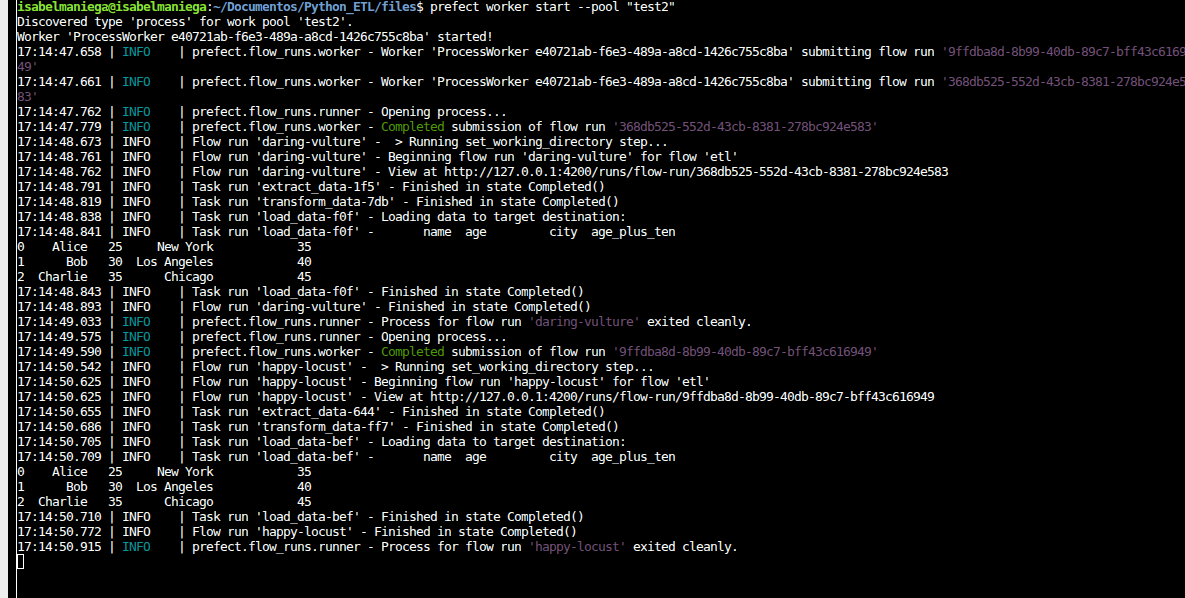 isabelmaniega@isabelmaniega:~/Documentos/Python_ETL/files$ prefect worker start --pool "test2"
Discovered type 'process' for work pool 'test2'.
Worker 'ProcessWorker e40721ab-f6e3-489a-a8cd-1426c755c8ba' started!
17:14:47.658 | INFO    | prefect.flow_runs.worker - Worker 'ProcessWorker e40721ab-f6e3-489a-a8cd-1426c755c8ba' submitting flow run '9ffdba8d-8b99-40db-89c7-bff43c6169
49'
17:14:47.661 | INFO    | prefect.flow_runs.worker - Worker 'ProcessWorker e40721ab-f6e3-489a-a8cd-1426c755c8ba' submitting flow run '368db525-552d-43cb-8381-278bc924e5
83'
17:14:47.762 | INFO    | prefect.flow_runs.runner - Opening process...
17:14:47.779 | INFO    | prefect.flow_runs.worker - Completed submission of flow run '368db525-552d-43cb-8381-278bc924e583'
17:14:48.673 | INFO    | Flow run 'daring-vulture' -  > Running set_working_directory step...
17:14:48.761 | INFO    | Flow run 'daring-vulture' - Beginning flow run 'daring-vulture' for flow 'etl'
17:14:48.762 | INFO    | Flow run 'daring-vulture' - View at http://127.0.0.1:4200/runs/flow-run/368db525-552d-43cb-8381-278bc924e583
17:14:48.791 | INFO    | Task run 'extract_data-1f5' - Finished in state Completed()
17:14:48.819 | INFO    | Task run 'transform_data-7db' - Finished in state Completed()
17:14:48.838 | INFO    | Task run 'load_data-f0f' - Loading data to target destination:
17:14:48.841 | INFO    | Task run 'load_data-f0f' -       name  age         city  age_plus_ten
0    Alice   25     New York            35
1      Bob   30  Los Angeles            40
2  Charlie   35      Chicago            45
17:14:48.843 | INFO    | Task run 'load_data-f0f' - Finished in state Completed()
17:14:48.893 | INFO    | Flow run 'daring-vulture' - Finished in state Completed()
17:14:49.033 | INFO    | prefect.flow_runs.runner - Process for flow run 'daring-vulture' exited cleanly.
17:14:49.575 | INFO    | prefect.flow_runs.runner - Opening process...
17:14:49.590 | INFO    | prefect.flow_runs.worker - Completed submission of flow run '9ffdba8d-8b99-40db-89c7-bff43c616949'
17:14:50.542 | INFO    | Flow run 'happy-locust' -  > Running set_working_directory step...
17:14:50.625 | INFO    | Flow run 'happy-locust' - Beginning flow run 'happy-locust' for flow 'etl'
17:14:50.625 | INFO    | Flow run 'happy-locust' - View at http://127.0.0.1:4200/runs/flow-run/9ffdba8d-8b99-40db-89c7-bff43c616949
17:14:50.655 | INFO    | Task run 'extract_data-644' - Finished in state Completed()
17:14:50.686 | INFO    | Task run 'transform_data-ff7' - Finished in state Completed()
17:14:50.705 | INFO    | Task run 'load_data-bef' - Loading data to target destination:
17:14:50.709 | INFO    | Task run 'load_data-bef' -       name  age         city  age_plus_ten
0    Alice   25     New York            35
1      Bob   30  Los Angeles            40
2  Charlie   35      Chicago            45
17:14:50.710 | INFO    | Task run 'load_data-bef' - Finished in state Completed()
17:14:50.772 | INFO    | Flow run 'happy-locust' - Finished in state Completed()
17:14:50.915 | INFO    | prefect.flow_runs.runner - Process for flow run 'happy-locust' exited cleanly.